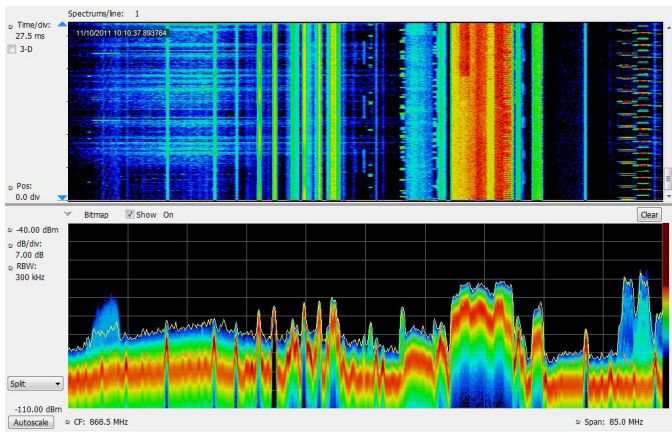 Spectrums/line: 1
Time/div:
27.5 ms
3-D
11/10/2011 10:10:37.893764
Pos:
0.0 div
Bitmap Show On Clear
-40.00 dBm
dB/div:
7.00 dB
RBW:
300 kHz
Split
-110.00 dBm
Autoscale CF: 868.5 MHz Span: 85.0 MHz